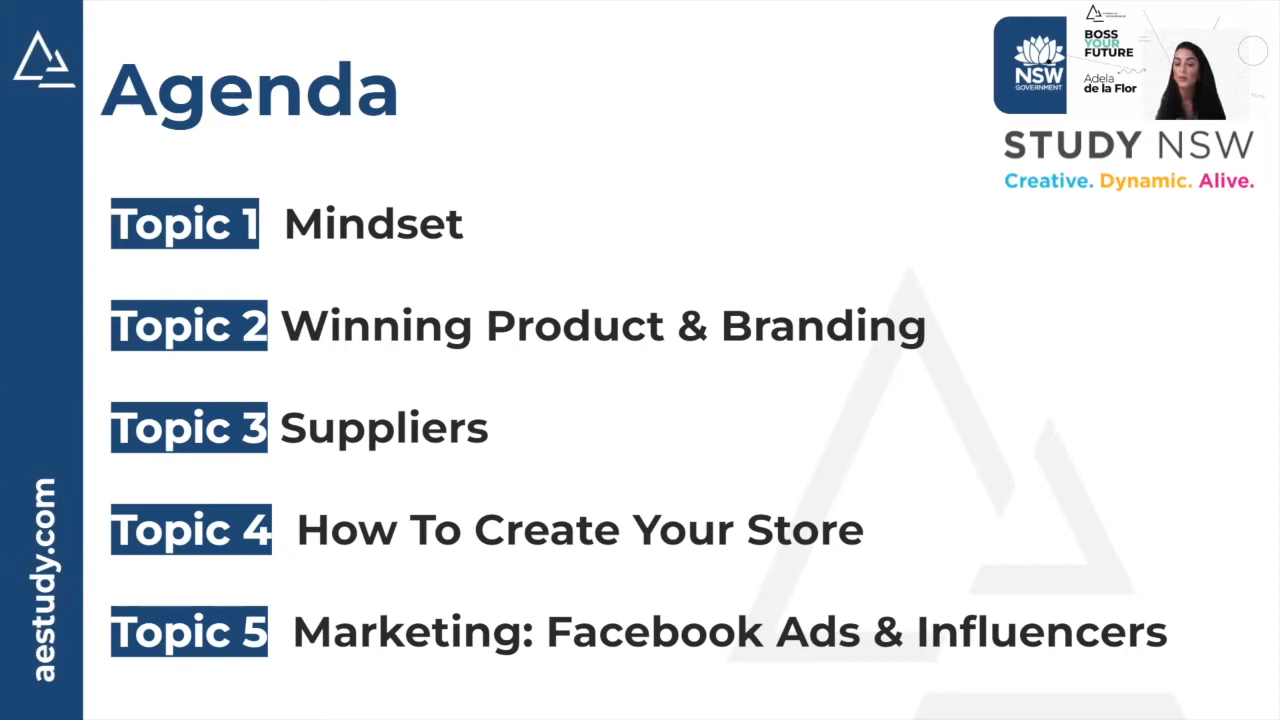 Agenda
NSW
GOVERNMENT
BOSS
YOUR
FUTURE
Adela
de la Flor
STUDY NSW
Creative. Dynamic. Alive.
Topic 1 Mindset
Topic 2 Winning Product & Branding
Topic 3 Suppliers
Topic 4 How To Create Your Store
Topic 5 Marketing: Facebook Ads & Influencers
aestudy.com